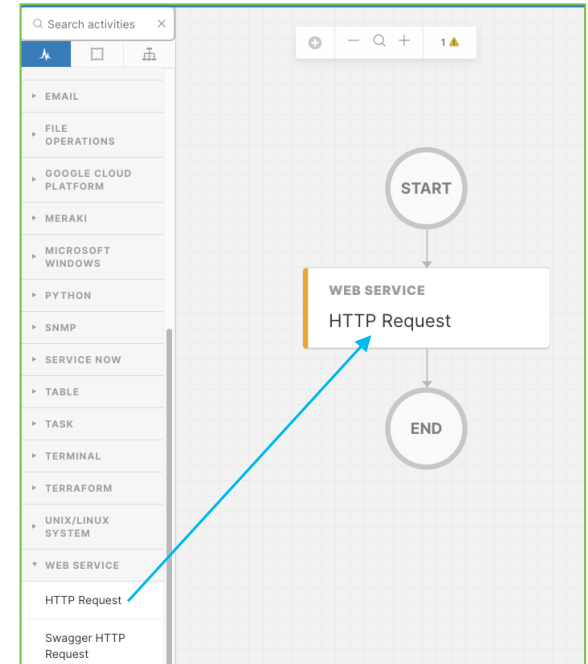 Search activities
1
EMAIL
FILE
OPERATIONS
GOOGLE CLOUD
PLATFORM
MERAKI
MICROSOFT
WINDOWS
PYTHON
SNMP
SERVICE NOW
TABLE
TASK
TERMINAL
TERRAFORM
UNIX/LINUX
SYSTEM
WEB SERVICE
HTTP Request
Swagger HTTP
Request
START
WEB SERVICE
HTTP Request
END